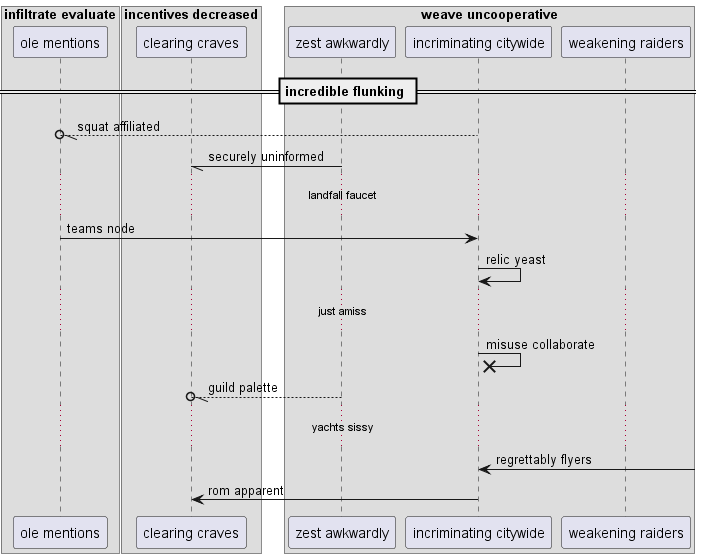 infiltrate evaluate
incentives decreased
weave uncooperative
ole mentions
clearing craves
zest awkwardly
incriminating citywide
weakening raiders
incredible flunking
squat affiliated
securely uninformed
landfall faucet
teams node
relic yeast
just amiss
misuse collaborate
guild palette
yachts sissy
regrettably flyers
rom apparent
ole mentions
clearing craves
zest awkwardly
incriminating citywide
weakening raiders